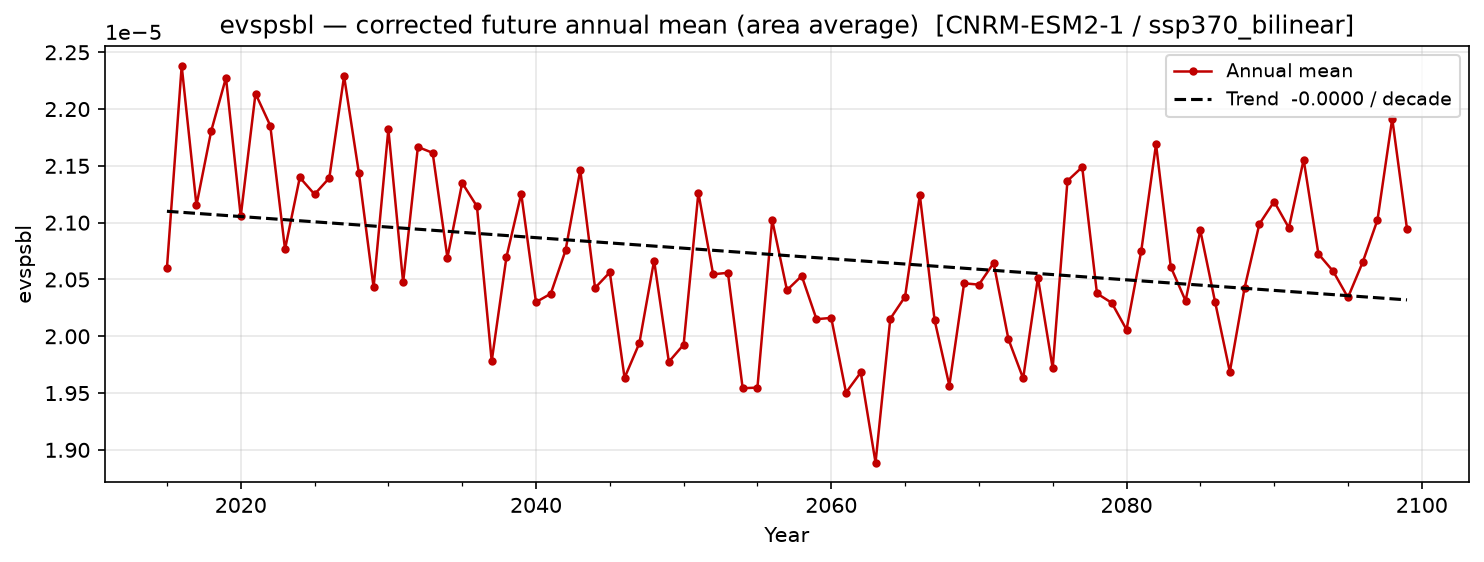 evspsbl — corrected future annual mean (area average)  [CNRM-ESM2-1 / ssp370_bilinear]
1e−5
2.25
2.20
2.15
2.10
2.05
2.00
1.95
1.90
evspsbl
Annual mean
Trend  -0.0000 / decade
2020
2040
2060
2080
2100
Year